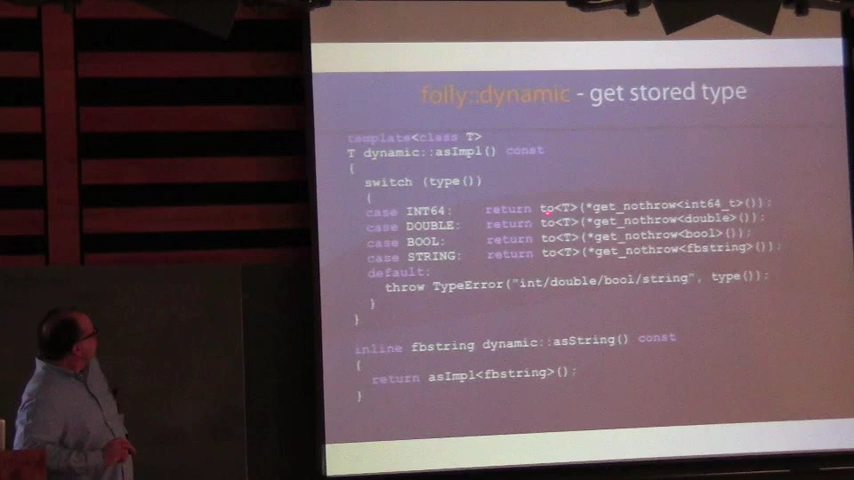 folly::dynamic - get stored type
template<class T>
T dynamic::asImpl() const
{
switch (type())
{
case INT64: return to<T>(*get_nothrow<int64_t>());
case DOUBLE: return to<T>(*get_nothrow<double>());
case BOOL: return to<T>(*get_nothrow<bool>());
case STRING: return to<T>(*get_nothrow<fbstring>());
default:
throw TypeError("int/double/bool/string", type());
}
}
inline fbstring dynamic::asString() const
{
return asImpl<fbstring>();
}